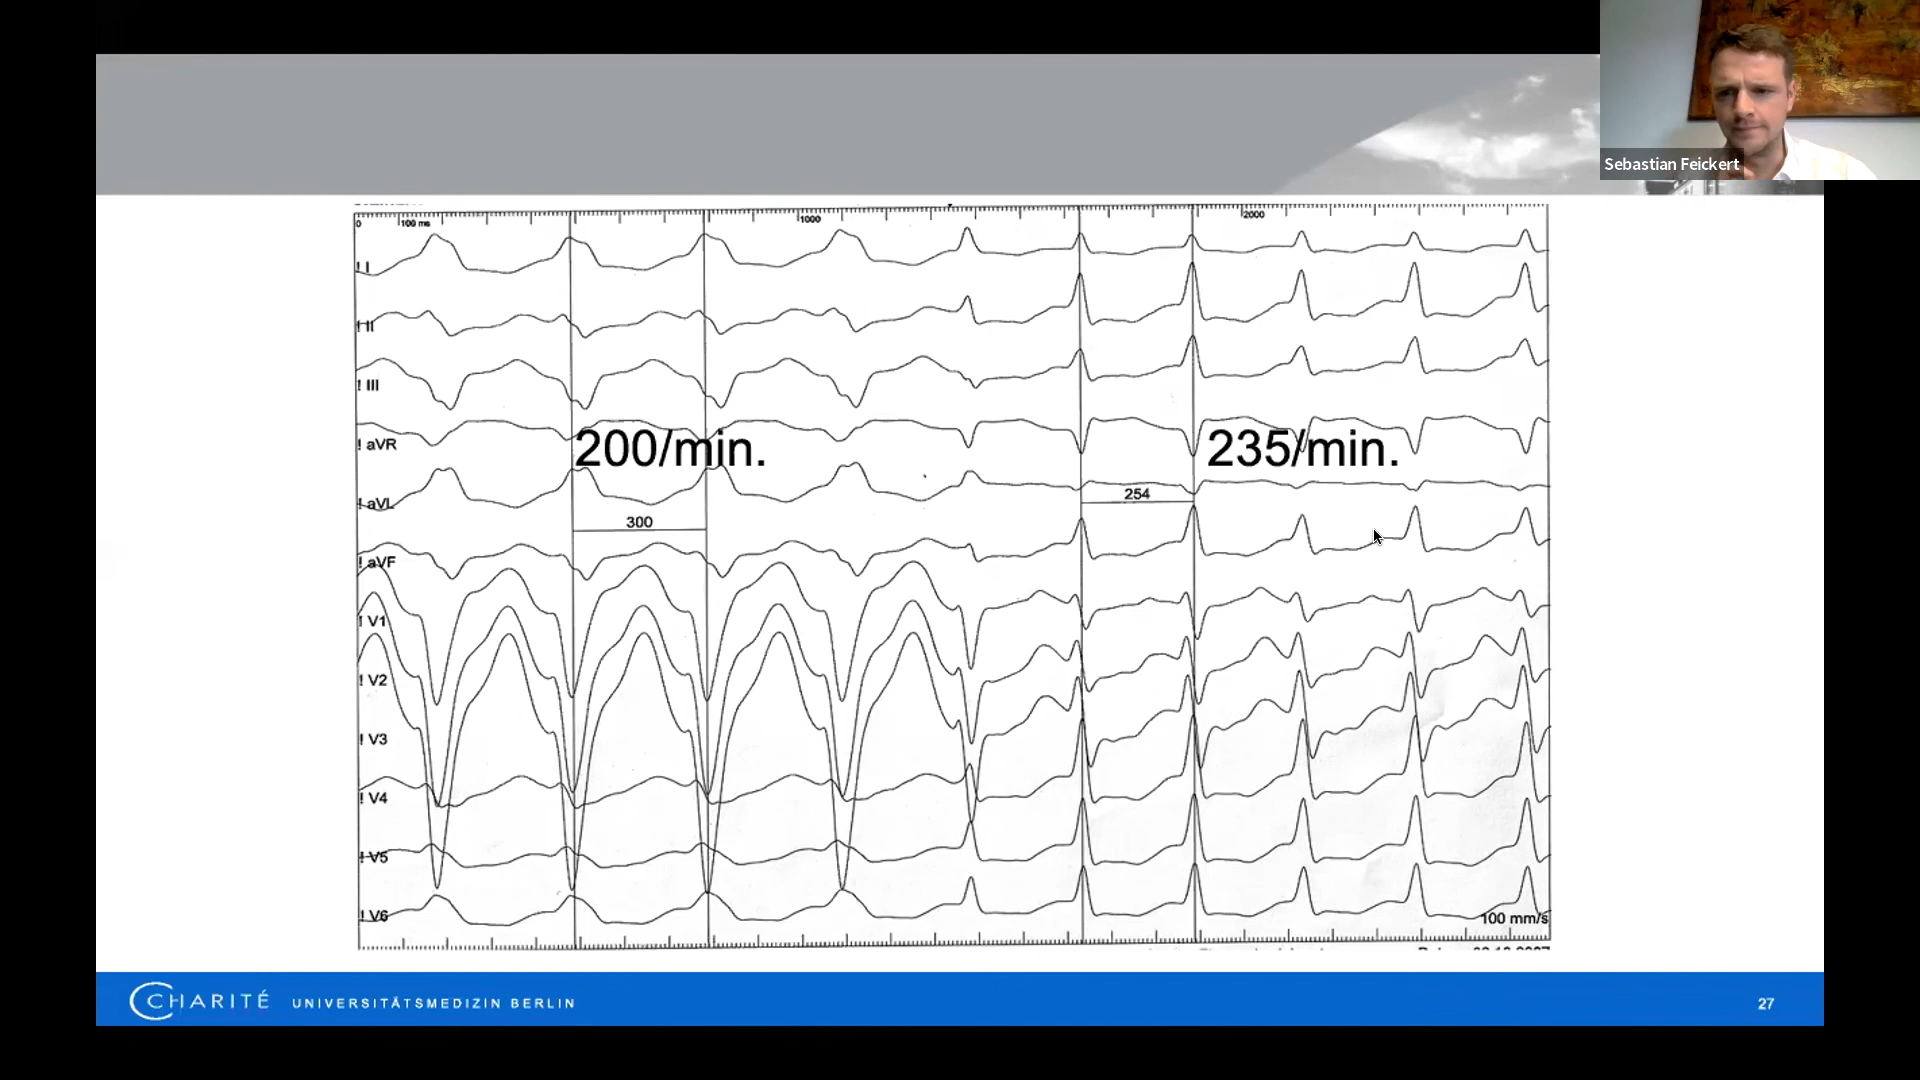 Sebastian Feickert
0 100 ms 1000 2000
! I
! II
! III
! aVR
200/min. 235/min.
! aVL
254
300
! aVF
! V1
! V2
! V3
! V4
! V5
! V6
100 mm/s
CHARITÉ UNIVERSITÄTSMEDIZIN BERLIN
27